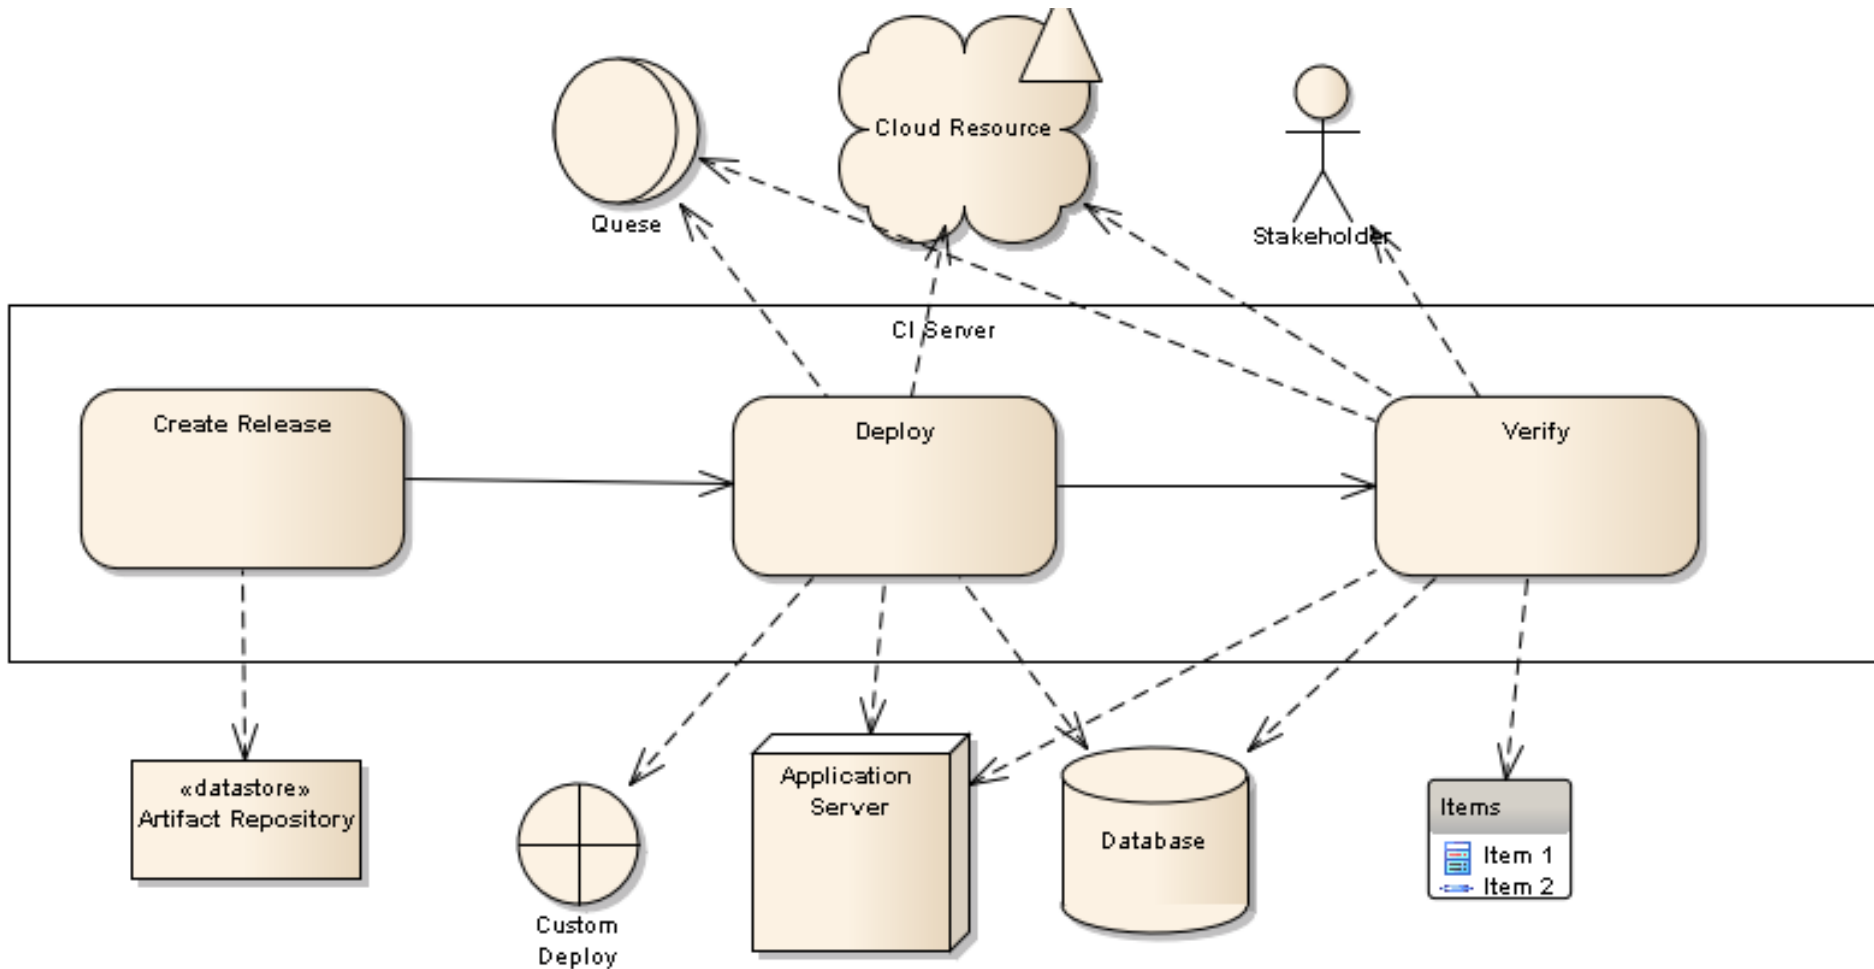 Cloud Resource
Quese
Stakeholder
CI Server
Create Release
Deploy
Verify
«datastore»
Artifact Repository
Application
Server
Database
Items
Item 1
Item 2
Custom
Deploy